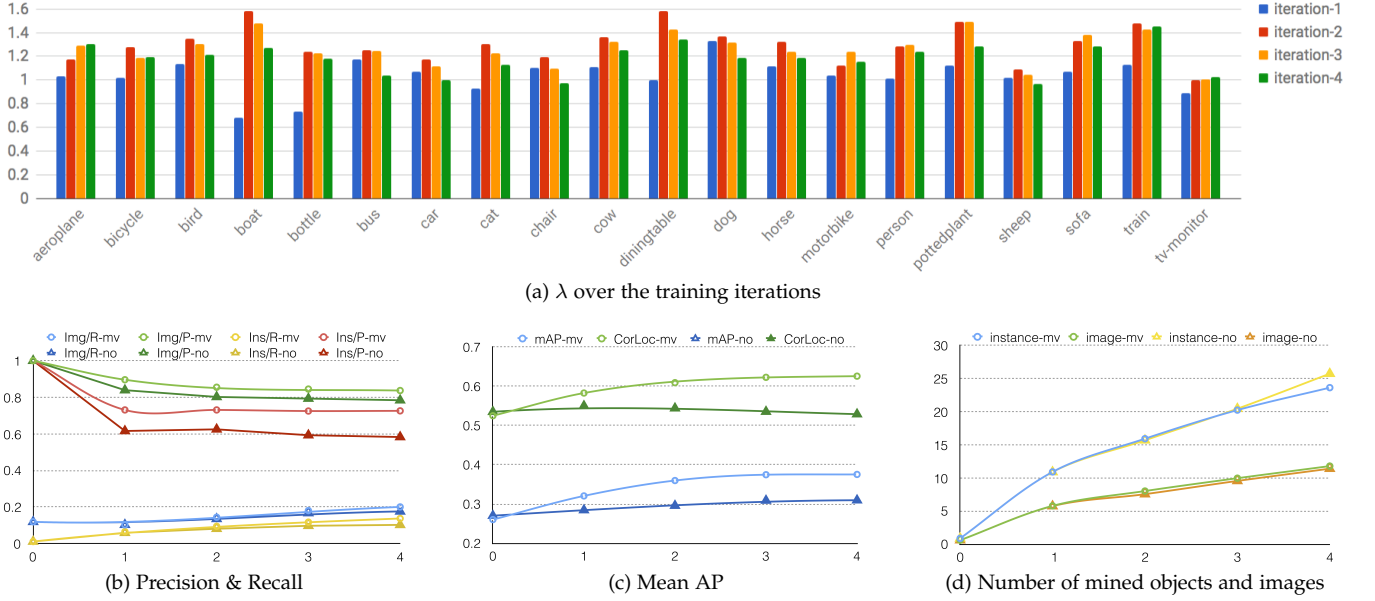 1.6
1.4
1.2
1
0.8
0.6
0.4
0.2
0
iteration-1
iteration-2
iteration-3
iteration-4
aeroplane
bicycle
bird
boat
bottle
bus
car
cat
chair
cow
diningtable
dog
horse
motorbike
person
pottedplant
sheep
sofa
train
tv-monitor
(a) λ over the training iterations
Img/R-mv Img/P-mv Ins/R-mv Ins/P-mv
Img/R-no Img/P-no Ins/R-no Ins/P-no
1
0.8
0.6
0.4
0.2
0
0 1 2 3 4
(b) Precision & Recall
mAP-mv CorLoc-mv mAP-no CorLoc-no
0.7
0.6
0.5
0.4
0.3
0.2
0 1 2 3 4
(c) Mean AP
instance-mv image-mv instance-no image-no
30
25
20
15
10
5
0
0 1 2 3 4
(d) Number of mined objects and images